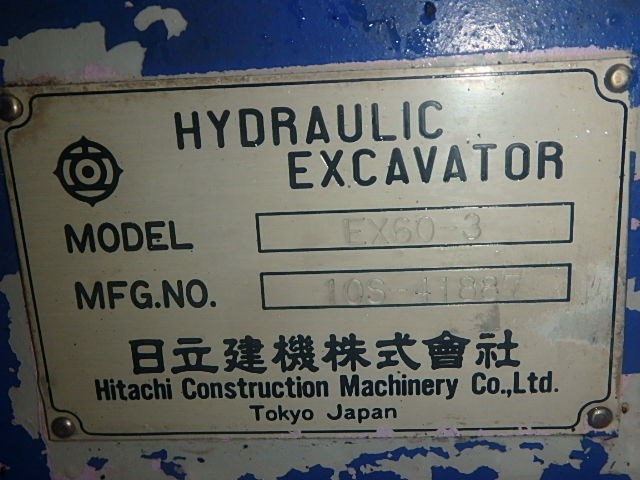 HYDRAULIC
EXCAVATOR
MODEL EX60-3
MFG.NO. 10S-41887
日立建機株式會社
Hitachi Construction Machinery Co.,Ltd.
Tokyo Japan